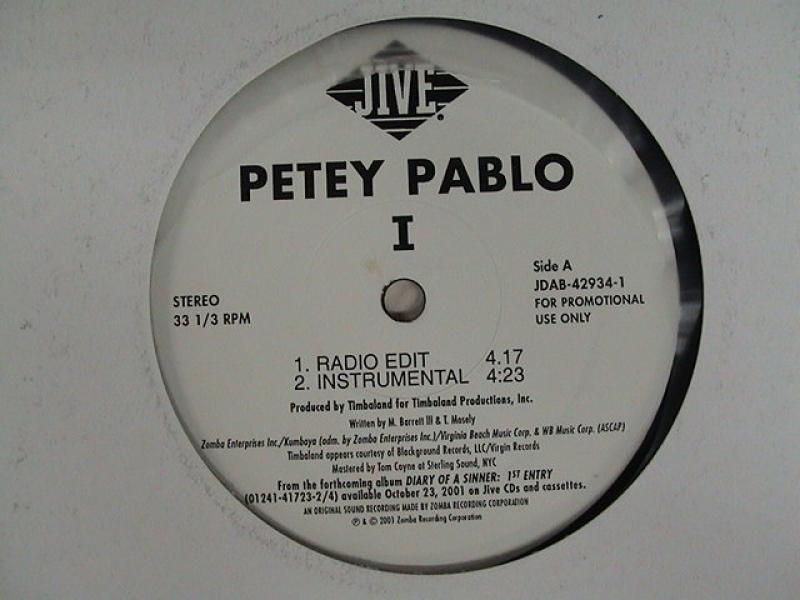 JIVE
PETEY PABLO
I
Side A
JDAB-42934-1
FOR PROMOTIONAL
USE ONLY
STEREO
33 1/3 RPM
1. RADIO EDIT 4.17
2. INSTRUMENTAL 4:23
Produced by Timbaland for Timbaland Productions, Inc.
Written by M. Barrett III & T. Mosely
Zomba Enterprises Inc./Kumbaya (adm. by Zomba Enterprises Inc.)/Virginia Beach Music Corp. & WB Music Corp. (ASCAP)
Timbaland appears courtesy of Blackground Records, LLC/Virgin Records
Mastered by Tom Coyne at Sterling Sound, NYC
From the forthcoming album DIARY OF A SINNER: 1ST ENTRY
(01241-41723-2/4) available October 23, 2001 on Jive CDs and cassettes.
AN ORIGINAL SOUND RECORDING MADE BY ZOMBA RECORDING CORPORATION
℗ & © 2001 Zomba Recording Corporation